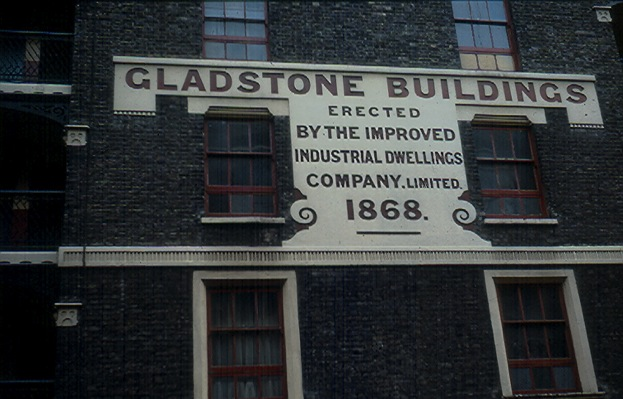 GLADSTONE BUILDINGS
ERECTED
BY THE IMPROVED
INDUSTRIAL DWELLINGS
COMPANY. LIMITED.
1868.